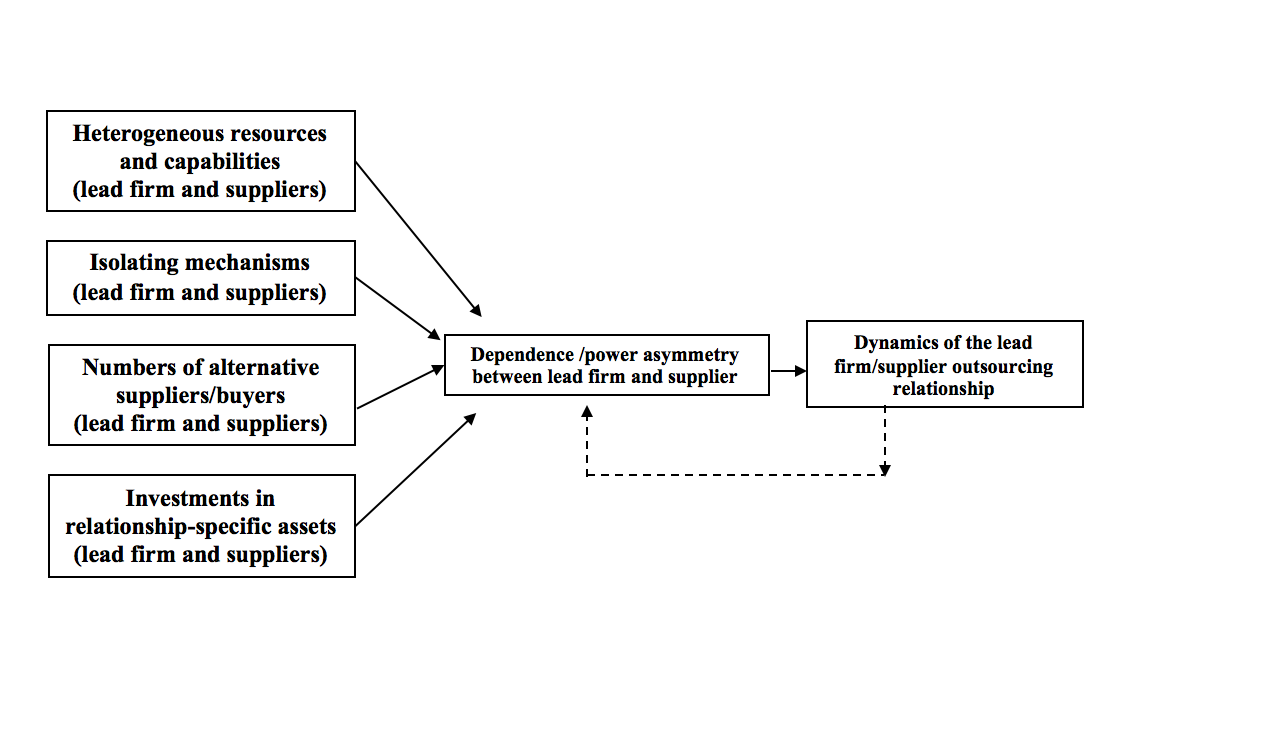 Heterogeneous resources
and capabilities
(lead firm and suppliers)
Isolating mechanisms
(lead firm and suppliers)
Numbers of alternative
suppliers/buyers
(lead firm and suppliers)
Investments in
relationship-specific assets
(lead firm and suppliers)
Dependence /power asymmetry
between lead firm and supplier
Dynamics of the lead
firm/supplier outsourcing
relationship